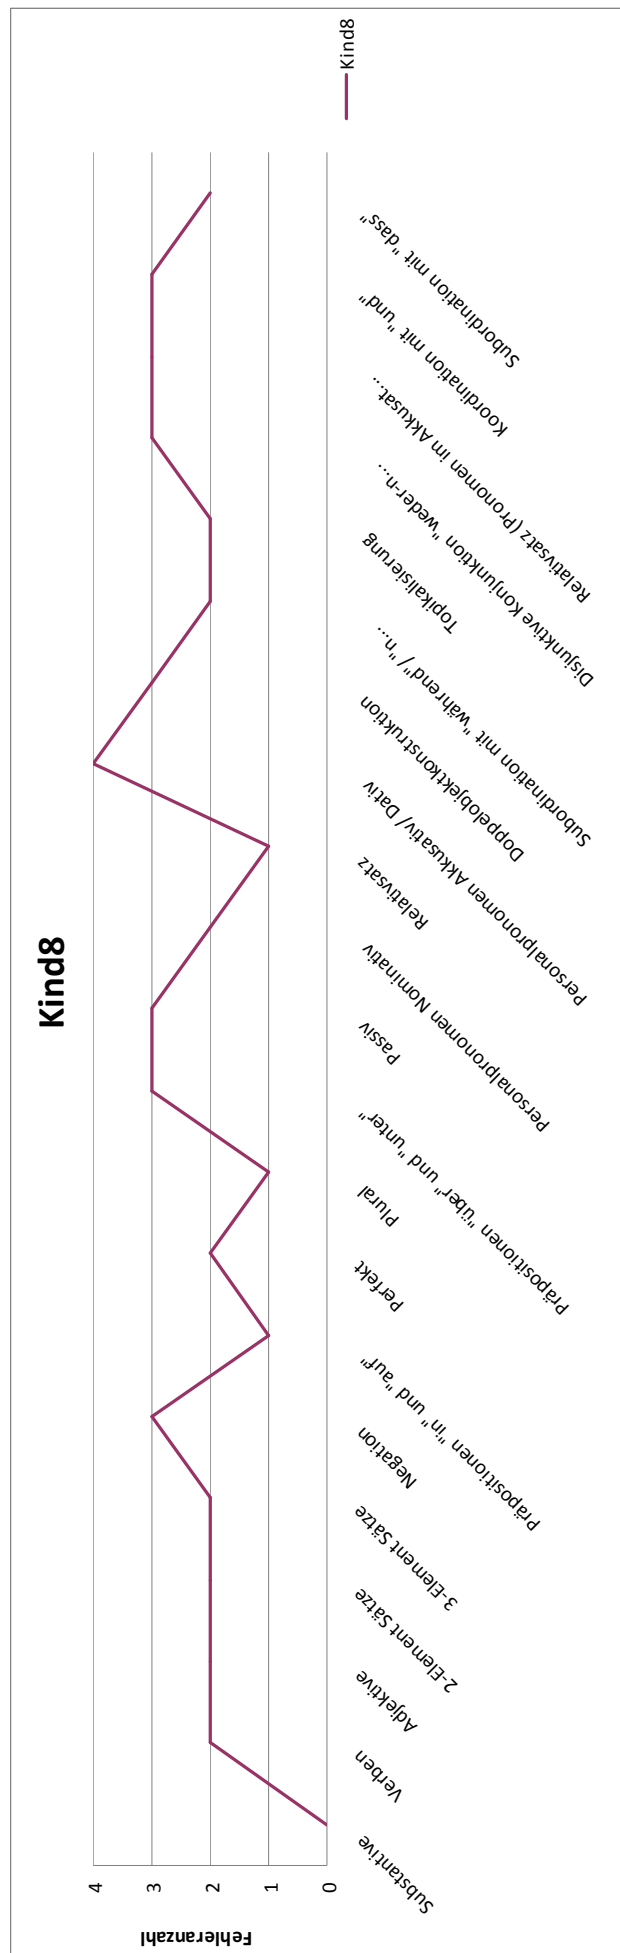 Kind8
Fehleranzahl
4
3
2
1
0
Substantive
Verben
Adjektive
2-Element Sätze
3-Element Sätze
Negation
Präpositionen "in" und "auf"
Perfekt
Plural
Präpositionen "über" und "unter"
Passiv
Personalpronomen Nominativ
Relativsatz
Personalpronomen Akkusativ/ Dativ
Doppelobjektkonstruktion
Subordination mit "während"/ "n...
Topikalisierung
Disjunktive Konjunktion "weder-n...
Relativsatz (Pronomen im Akkusat...
Koordination mit "und"
Subordination mit "dass"
Kind8